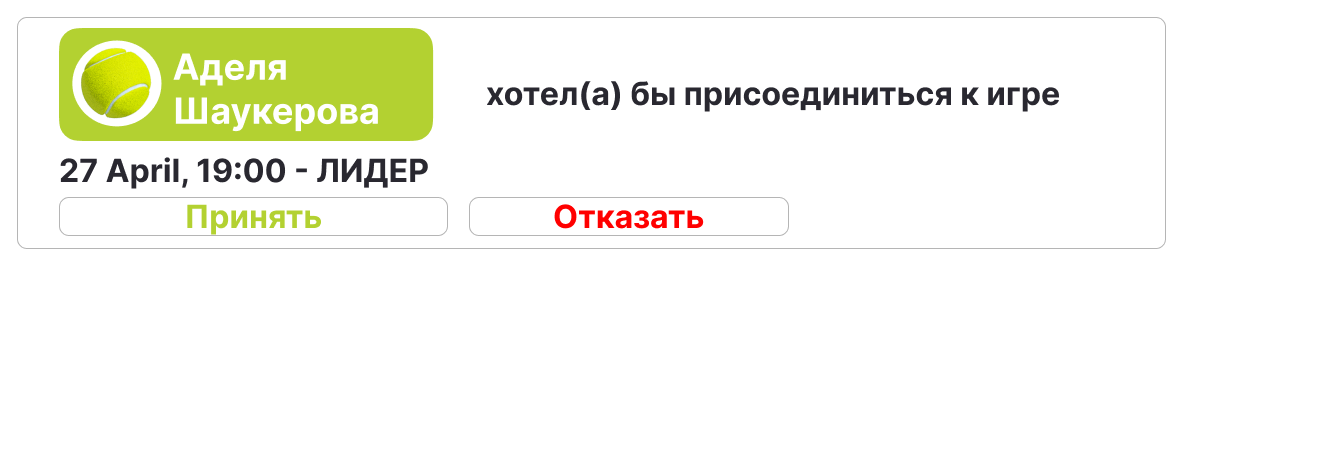 Аделя
Шаукерова
хотел(а) бы присоединиться к игре
27 April, 19:00 - ЛИДЕР
Принять
Отказать